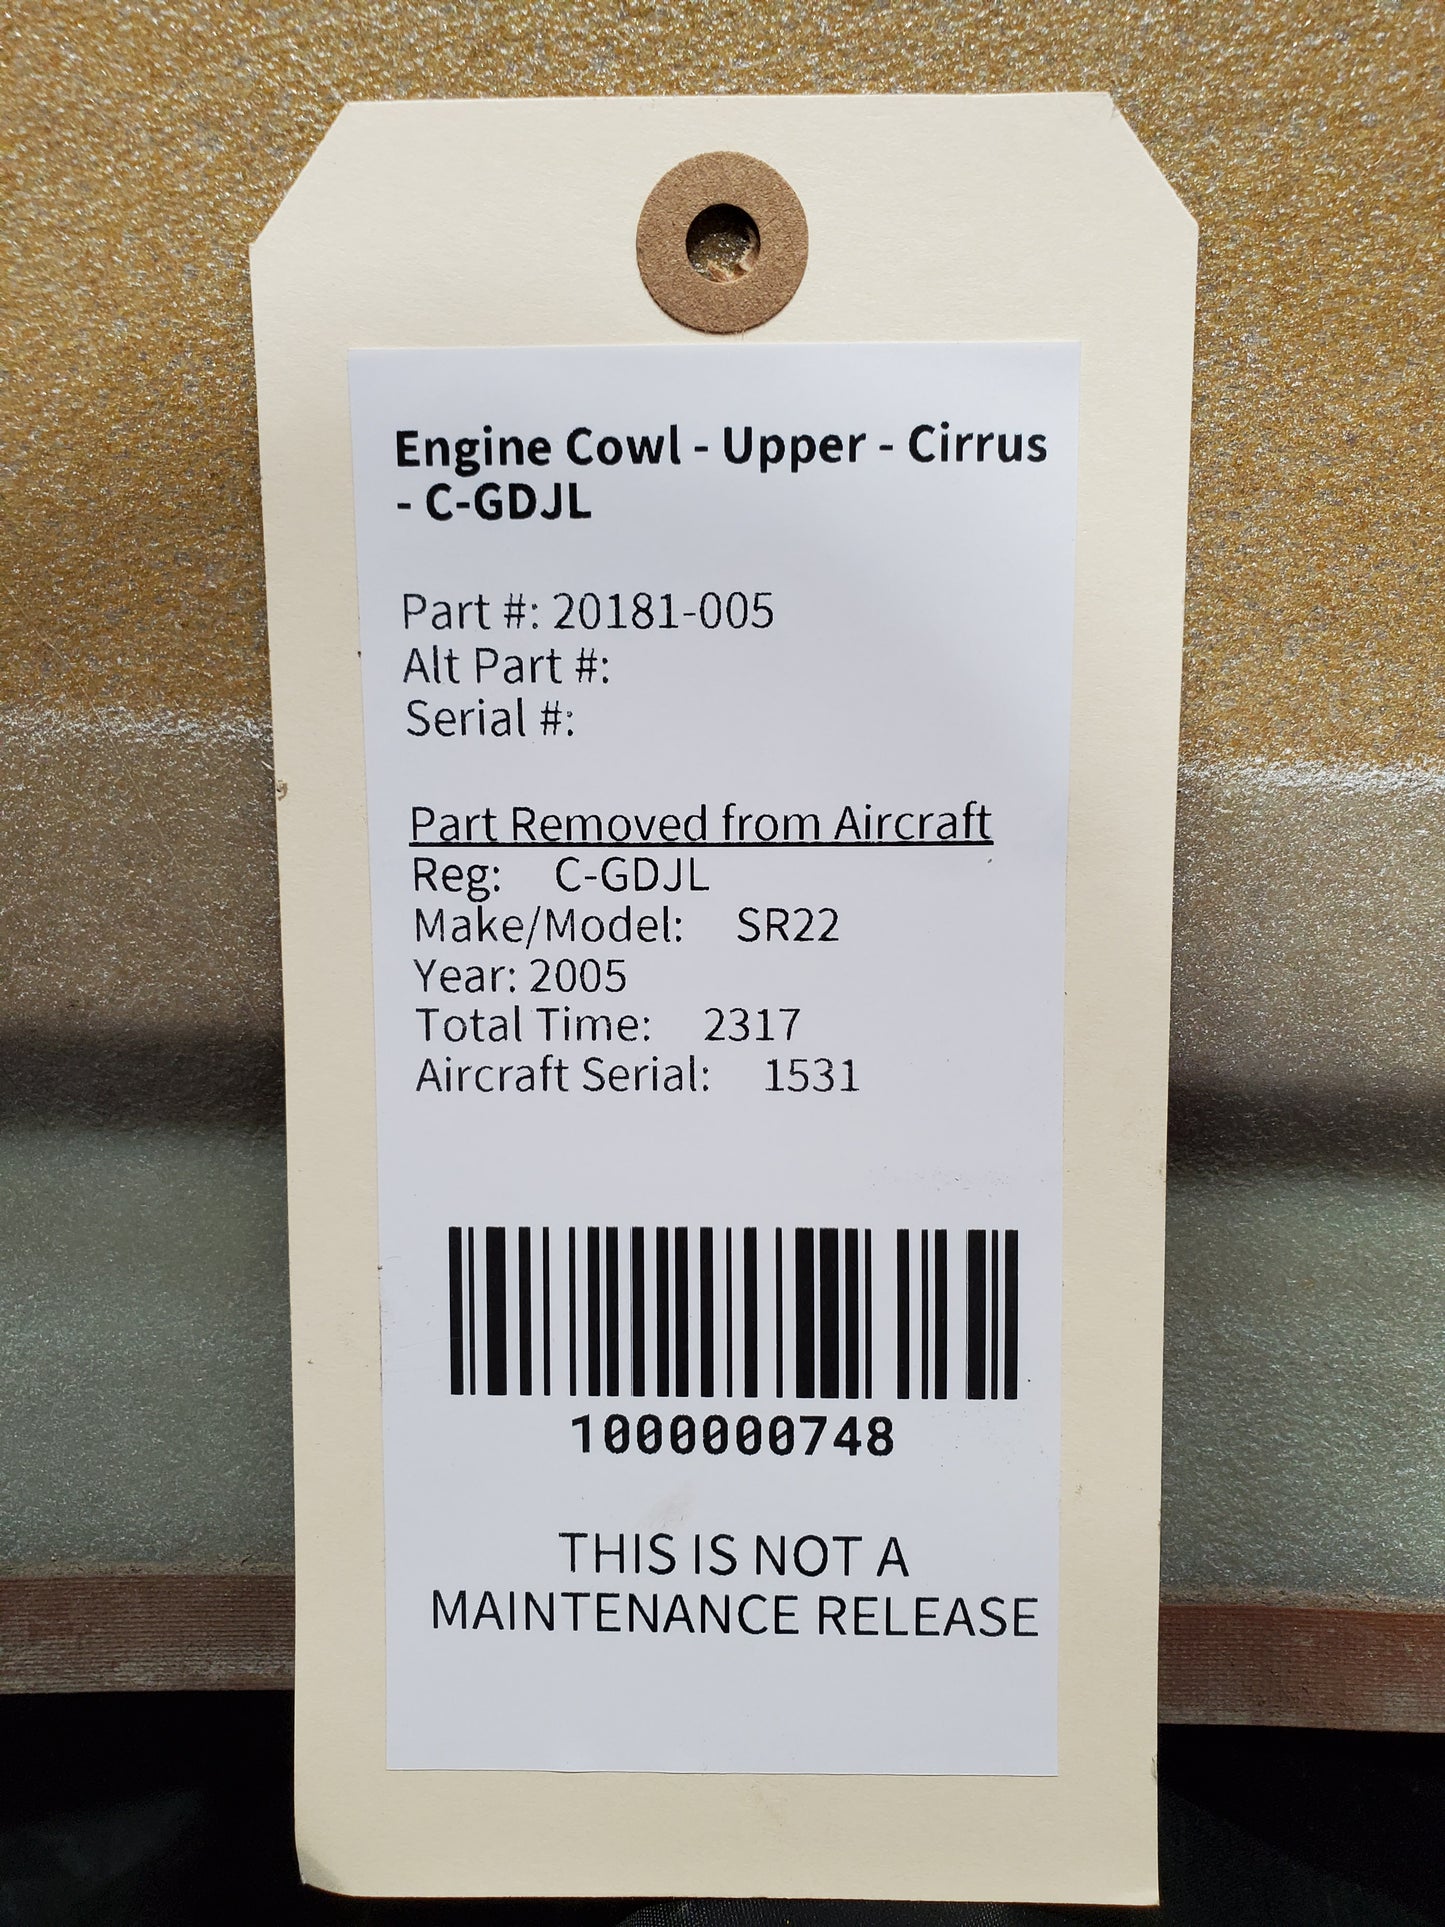 Engine Cowl - Upper - Cirrus
- C-GDJL
Part #: 20181-005
Alt Part #:
Serial #:
Part Removed from Aircraft
Reg: C-GDJL
Make/Model: SR22
Year: 2005
Total Time: 2317
Aircraft Serial: 1531
1000000748
THIS IS NOT A
MAINTENANCE RELEASE